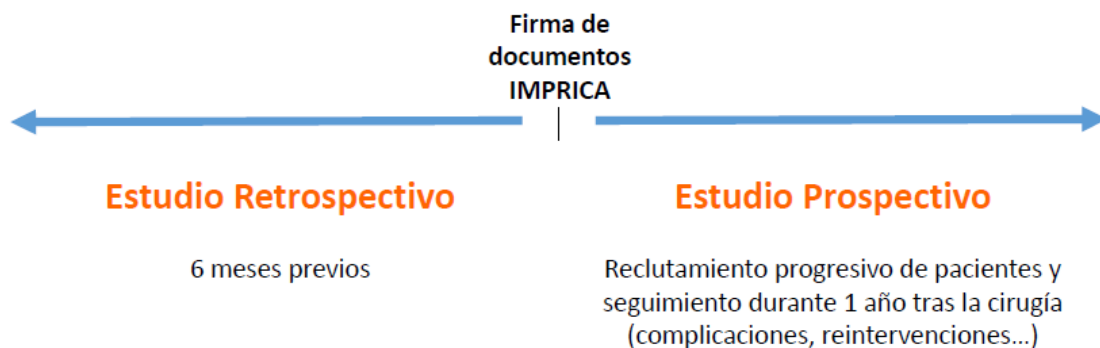 Firma de
documentos
IMPRICA
Estudio Retrospectivo
Estudio Prospectivo
6 meses previos
Reclutamiento progresivo de pacientes y
seguimiento durante 1 año tras la cirugía
(complicaciones, reintervenciones...)